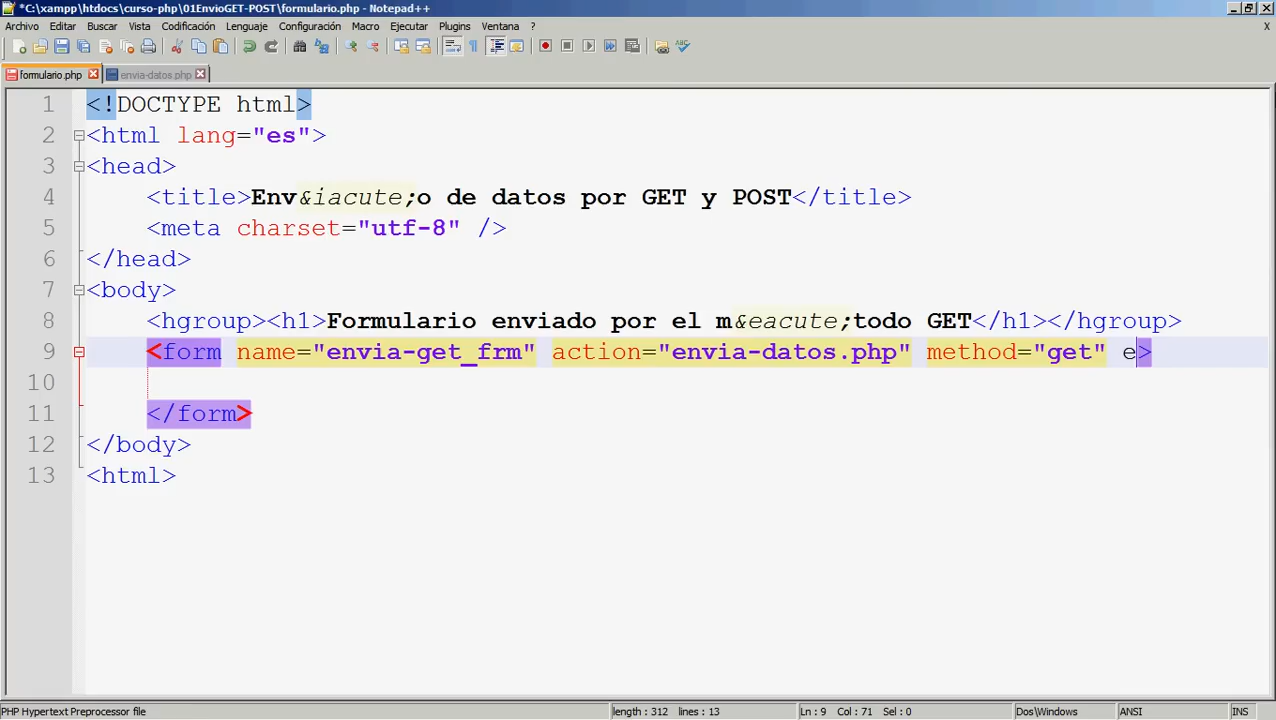 *C:\xampp\htdocs\curso-php\01EnvioGET-POST\formulario.php - Notepad++
Archivo Editar Buscar Vista Codificación Lenguaje Configuración Macro Ejecutar Plugins Ventana ? X
formulario.php envia-datos.php
1 <!DOCTYPE html>
2 <html lang="es">
3 <head>
4 <title>Env&iacute;o de datos por GET y POST</title>
5 <meta charset="utf-8" />
6 </head>
7 <body>
8 <hgroup><h1>Formulario enviado por el m&eacute;todo GET</h1></hgroup>
9 <form name="envia-get_frm" action="envia-datos.php" method="get" e>
10
11 </form>
12 </body>
13 <html>
PHP Hypertext Preprocessor file length : 312 lines : 13 Ln : 9 Col : 71 Sel : 0 Dos\Windows ANSI INS